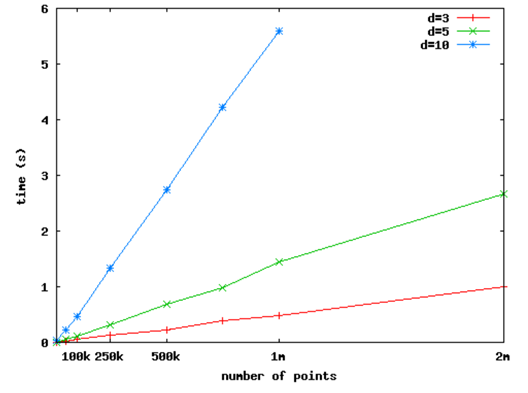 6
d=3
d=5
d=10
5
4
time (s)
3
2
1
0
100k 250k 500k 1m 2m
number of points